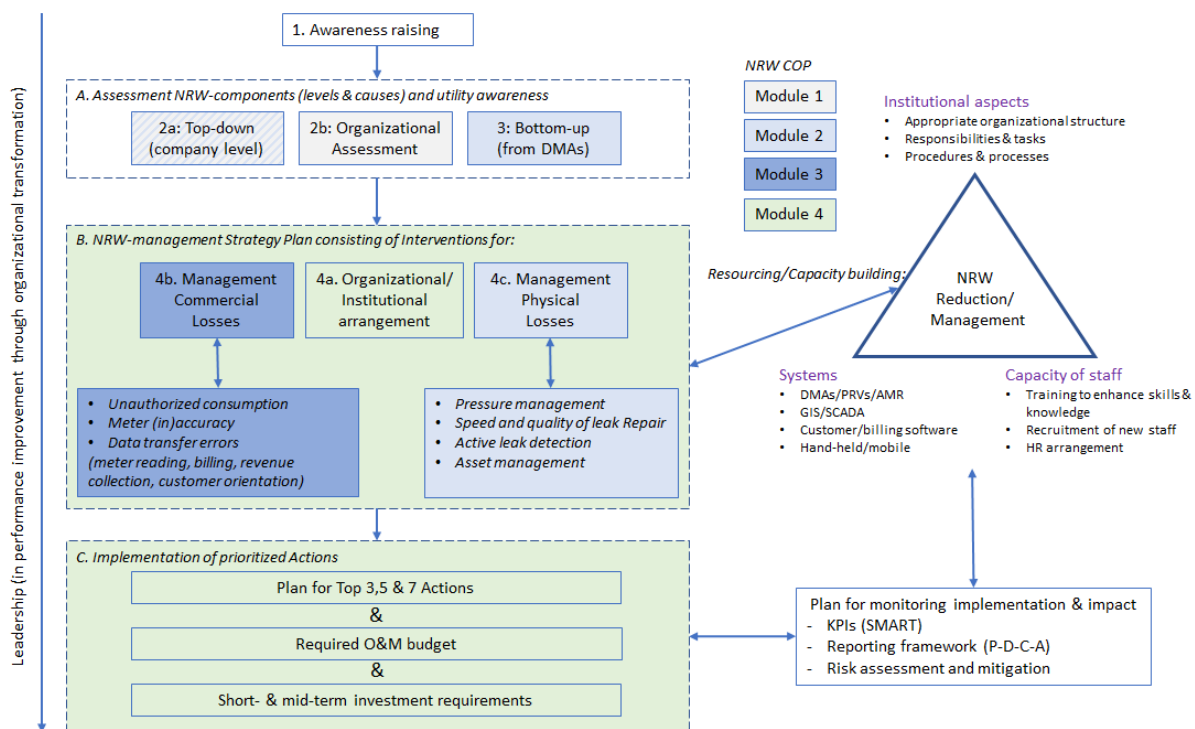 Leadership (in performance improvement through organizational transformation)
1. Awareness raising
A. Assessment NRW-components (levels & causes) and utility awareness
2a: Top-down
(company level)
2b: Organizational
Assessment
3: Bottom-up
(from DMAs)
NRW COP
Module 1
Module 2
Module 3
Module 4
Institutional aspects
• Appropriate organizational structure
• Responsibilities & tasks
• Procedures & processes
B. NRW-management Strategy Plan consisting of Interventions for:
4b. Management
Commercial
Losses
4a. Organizational/
Institutional
arrangement
4c. Management
Physical
Losses
• Unauthorized consumption
• Meter (in)accuracy
• Data transfer errors
(meter reading, billing, revenue
collection, customer orientation)
• Pressure management
• Speed and quality of leak Repair
• Active leak detection
• Asset management
Resourcing/Capacity building:
NRW
Reduction/
Management
Systems
• DMAs/PRVs/AMR
• GIS/SCADA
• Customer/billing software
• Hand-held/mobile
Capacity of staff
• Training to enhance skills &
knowledge
• Recruitment of new staff
• HR arrangement
C. Implementation of prioritized Actions
Plan for Top 3,5 & 7 Actions
&
Required O&M budget
&
Short- & mid-term investment requirements
Plan for monitoring implementation & impact
- KPIs (SMART)
- Reporting framework (P-D-C-A)
- Risk assessment and mitigation